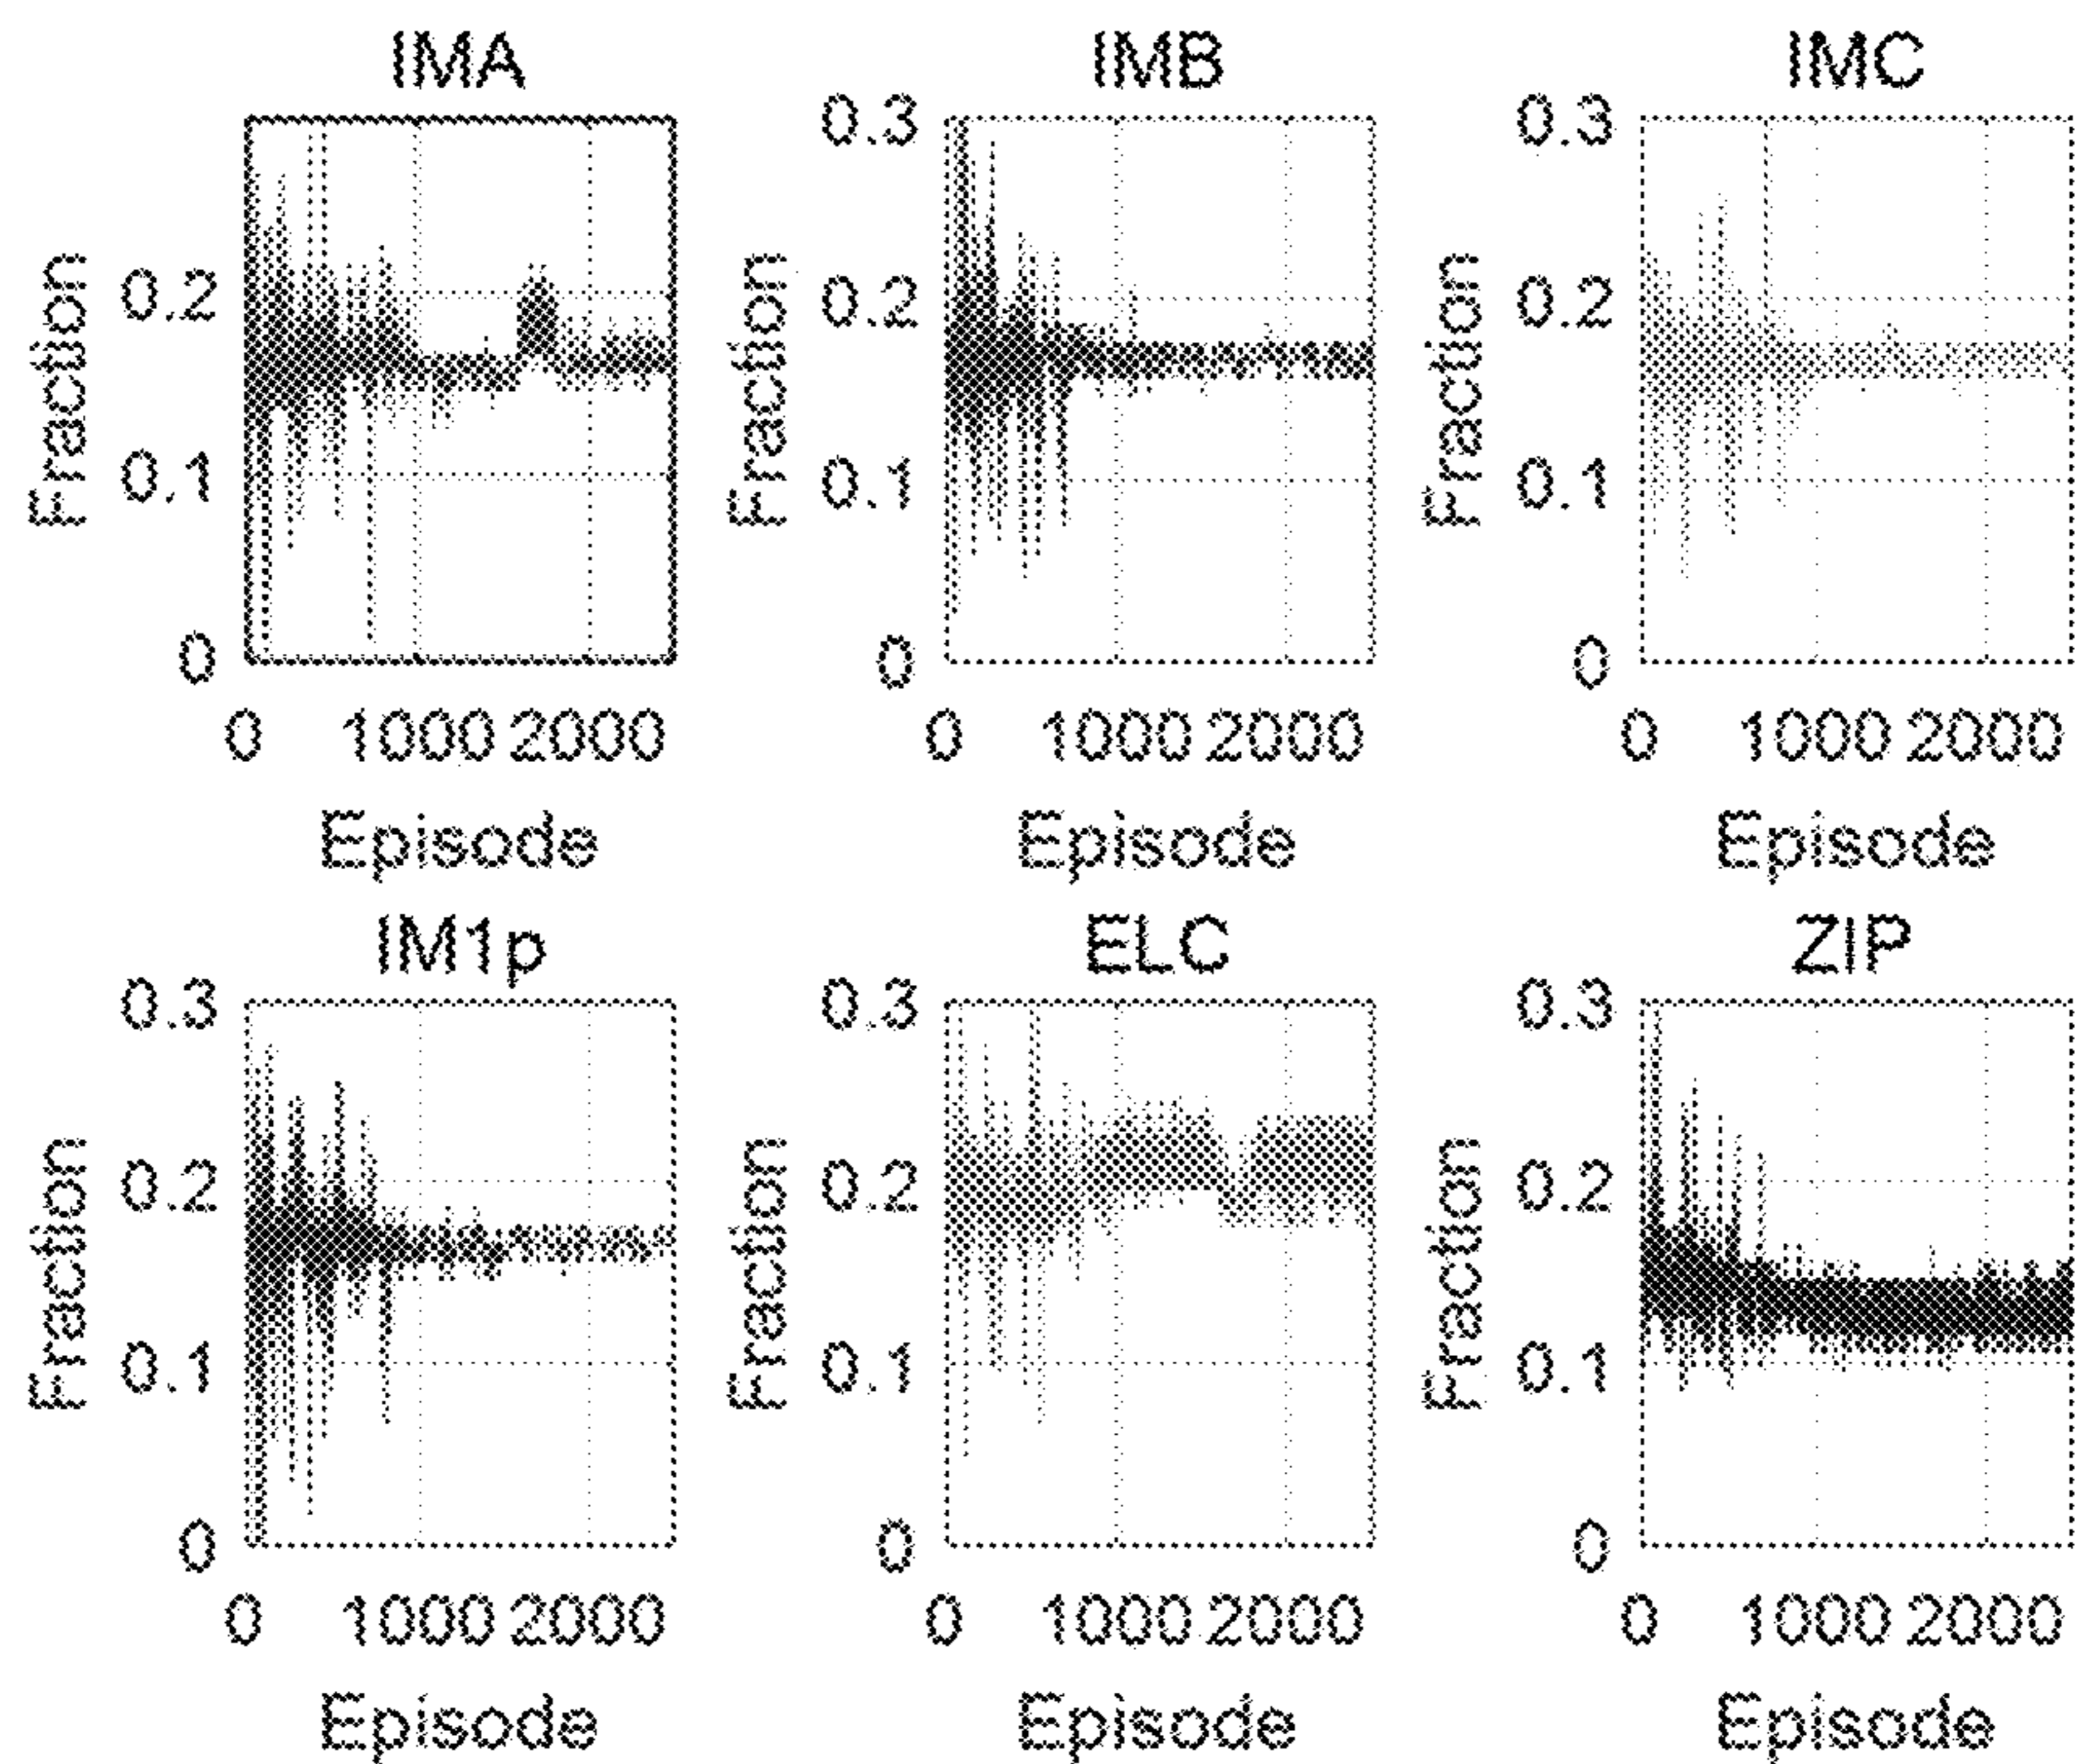 IMA IMB IMC
0.3 0.3
Fraction 0.2 Fraction 0.2 Fraction 0.2
0.1 0.1 0.1
0 0 0
0 1000 2000 0 1000 2000 0 1000 2000
Episode Episode Episode
IM1p ELC ZIP
0.3 0.3 0.3
Fraction 0.2 Fraction 0.2 Fraction 0.2
0.1 0.1 0.1
0 0 0
0 1000 2000 0 1000 2000 0 1000 2000
Episode Episode Episode